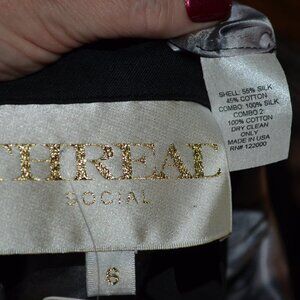 SHELL: 55% SILK
45% COTTON
COMBO: 100% SILK
COMBO 2:
100% COTTON
DRY CLEAN
ONLY
MADE IN USA
RN# 122000
THREAD
SOCIAL
6